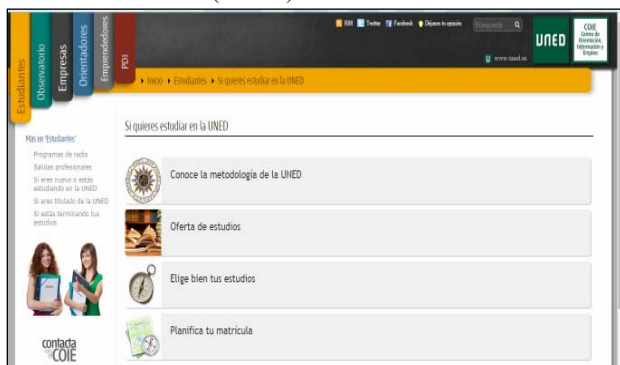 Estudiantes
Observatorio
Empresas
Orientadores
Emprendedores
PDI
RSS Twitter Facebook Déjanos tu opinión
Búsqueda
www.uned.es
UNED
COIE
Centro de
Orientación,
Información y
Empleo
Inicio Estudiantes Si quieres estudiar en la UNED
Más en 'Estudiantes'
Programas de radio
Salidas profesionales
Si eres nuevo o estás
estudiando en la UNED
Si eres titulado de la UNED
Si estás terminando tus
estudios
contada
COIE
Si quieres estudiar en la UNED
Conoce la metodología de la UNED
Oferta de estudios
Elige bien tus estudios
Planifica tu matrícula